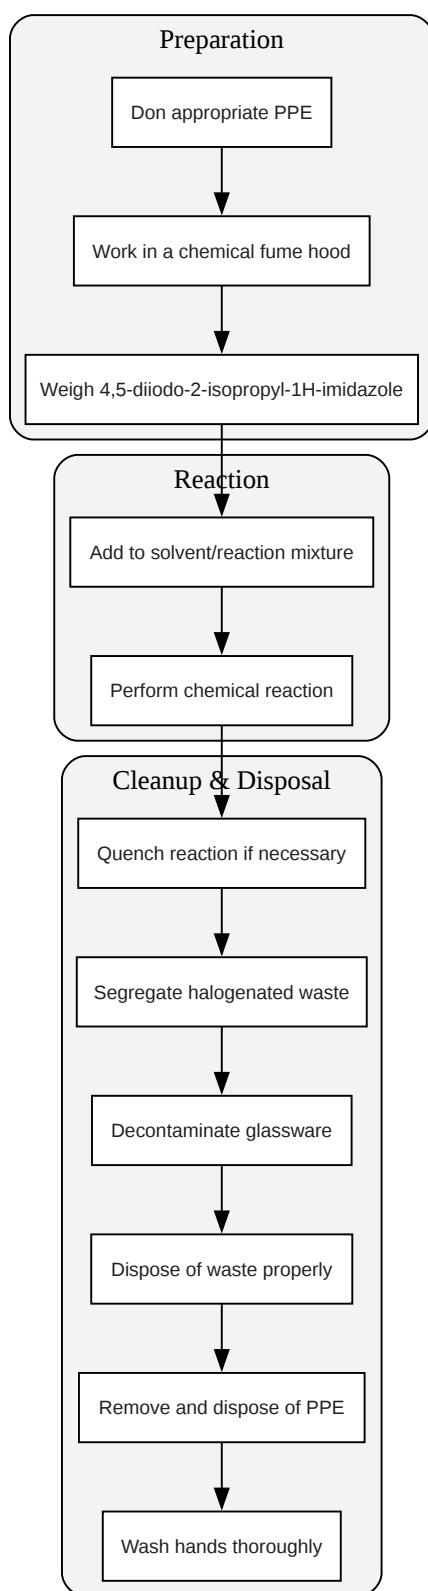 Preparation
Don appropriate PPE
Work in a chemical fume hood
Weigh 4,5-diiodo-2-isopropyl-1H-imidazole
Reaction
Add to solvent/reaction mixture
Perform chemical reaction
Cleanup & Disposal
Quench reaction if necessary
Segregate halogenated waste
Decontaminate glassware
Dispose of waste properly
Remove and dispose of PPE
Wash hands thoroughly